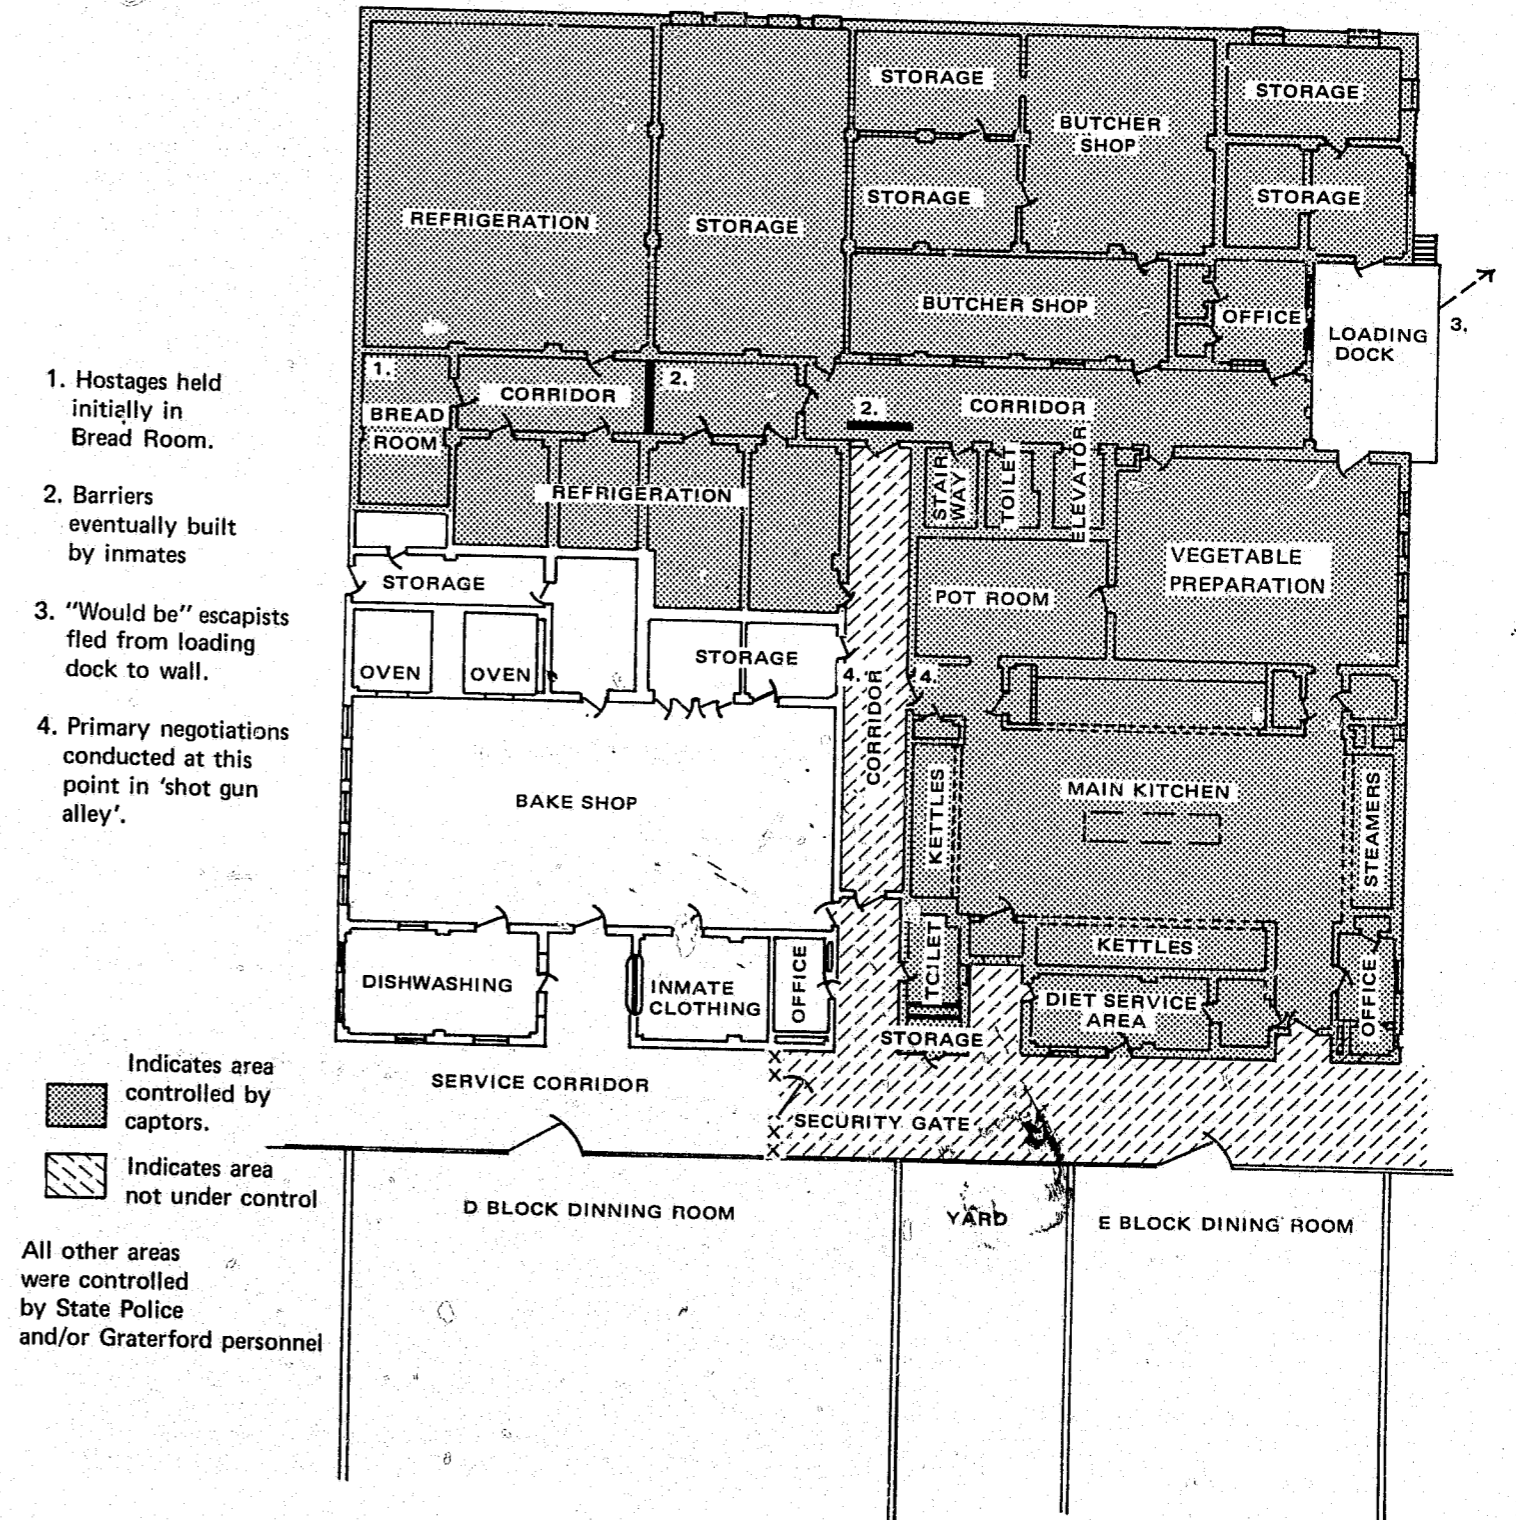 STORAGE
STORAGE
BUTCHER
SHOP
STORAGE
STORAGE
REFRIGERATION
STORAGE
BUTCHER SHOP
OFFICE
LOADING
DOCK
3.
1.
BREAD
ROOM
CORRIDOR
2.
2.
CORRIDOR
REFRIGERATION
STAIR
WAY
TOILET
ELEVATOR
VEGETABLE
PREPARATION
STORAGE
POT ROOM
OVEN
OVEN
STORAGE
4.
CORRIDOR
4.
BAKE SHOP
KETTLES
MAIN KITCHEN
STEAMERS
DISHWASHING
INMATE
CLOTHING
OFFICE
TOILET
KETTLES
DIET SERVICE
AREA
OFFICE
STORAGE
SERVICE CORRIDOR
X
X
X
X
SECURITY GATE
D BLOCK DINNING ROOM
YARD
E BLOCK DINING ROOM
1. Hostages held
initially in
Bread Room.
2. Barriers
eventually built
by inmates
3. "Would be" escapists
fled from loading
dock to wall.
4. Primary negotiations
conducted at this
point in 'shot gun
alley'.
Indicates area
controlled by
captors.
Indicates area
not under control
All other areas
were controlled
by State Police
and/or Graterford personnel